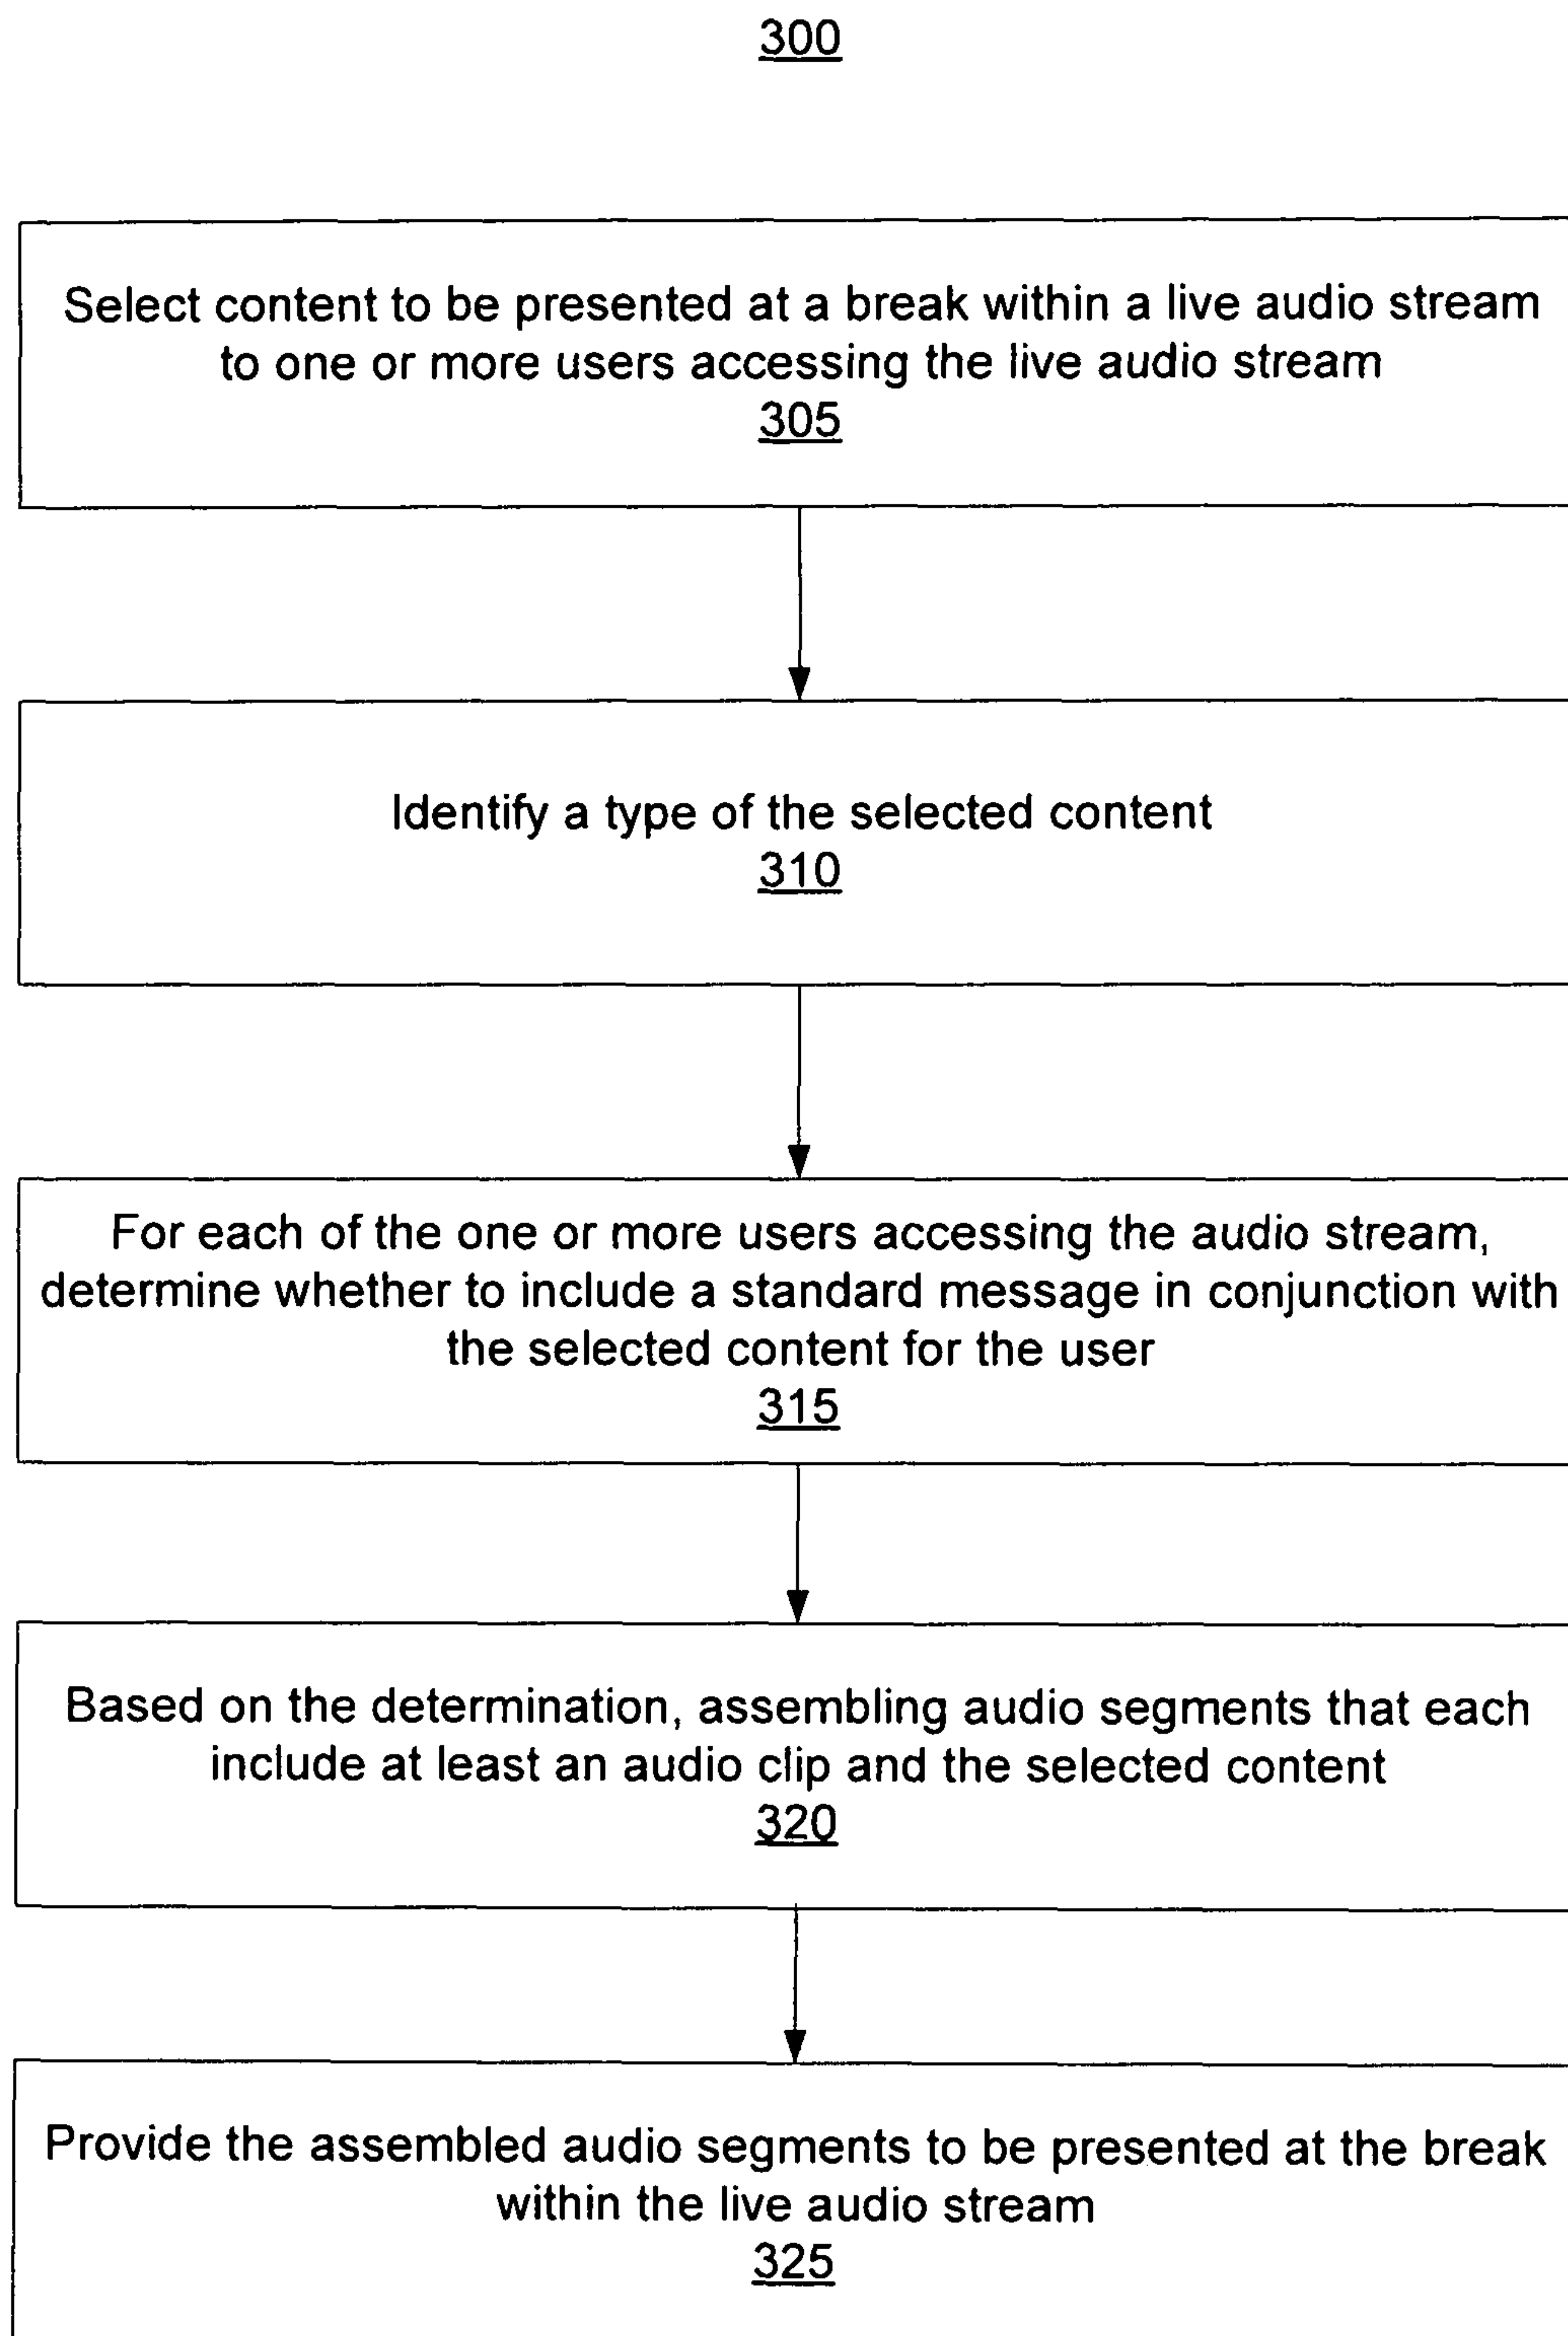 300
Select content to be presented at a break within a live audio stream
to one or more users accessing the live audio stream
305
Identify a type of the selected content
310
For each of the one or more users accessing the audio stream,
determine whether to include a standard message in conjunction with
the selected content for the user
315
Based on the determination, assembling audio segments that each
include at least an audio clip and the selected content
320
Provide the assembled audio segments to be presented at the break
within the live audio stream
325